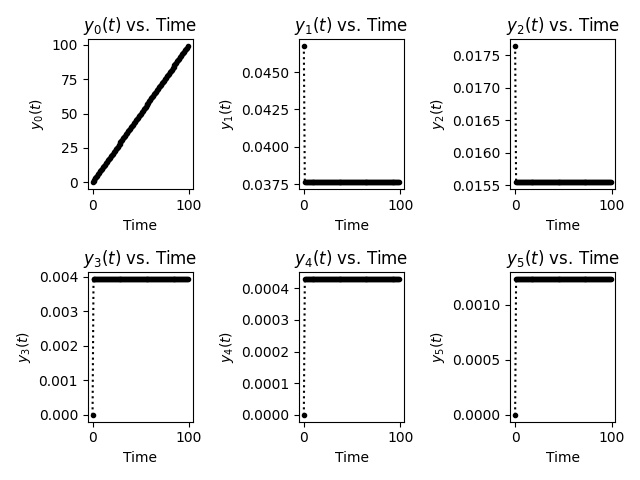 y₀(t) vs. Time
y₁(t) vs. Time
y₂(t) vs. Time
100
75
50
25
0
y₀(t)
0
100
Time
0.0450
0.0425
0.0400
0.0375
y₁(t)
0
100
Time
0.0175
0.0170
0.0165
0.0160
0.0155
y₂(t)
0
100
Time
y₃(t) vs. Time
y₄(t) vs. Time
y₅(t) vs. Time
0.004
0.003
0.002
0.001
0.000
y₃(t)
0
100
Time
0.0004
0.0003
0.0002
0.0001
0.0000
y₄(t)
0
100
Time
0.0010
0.0005
0.0000
y₅(t)
0
100
Time